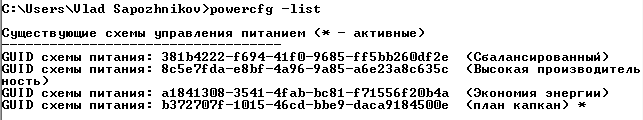 C:\Users\Vlad Sapozhnikov>powercfg -list
Существующие схемы управления питанием (* - активные)
-----------------------------------
GUID схемы питания: 381b4222-f694-41f0-9685-ff5bb260df2e  (Сбалансированный)
GUID схемы питания: 8c5e7fda-e8bf-4a96-9a85-a6e23a8c635c  (Высокая производитель
ность)
GUID схемы питания: a1841308-3541-4fab-bc81-f71556f20b4a  (Экономия энергии)
GUID схемы питания: b372707f-1015-46cd-bbe9-daca9184500e  (план капкан) *